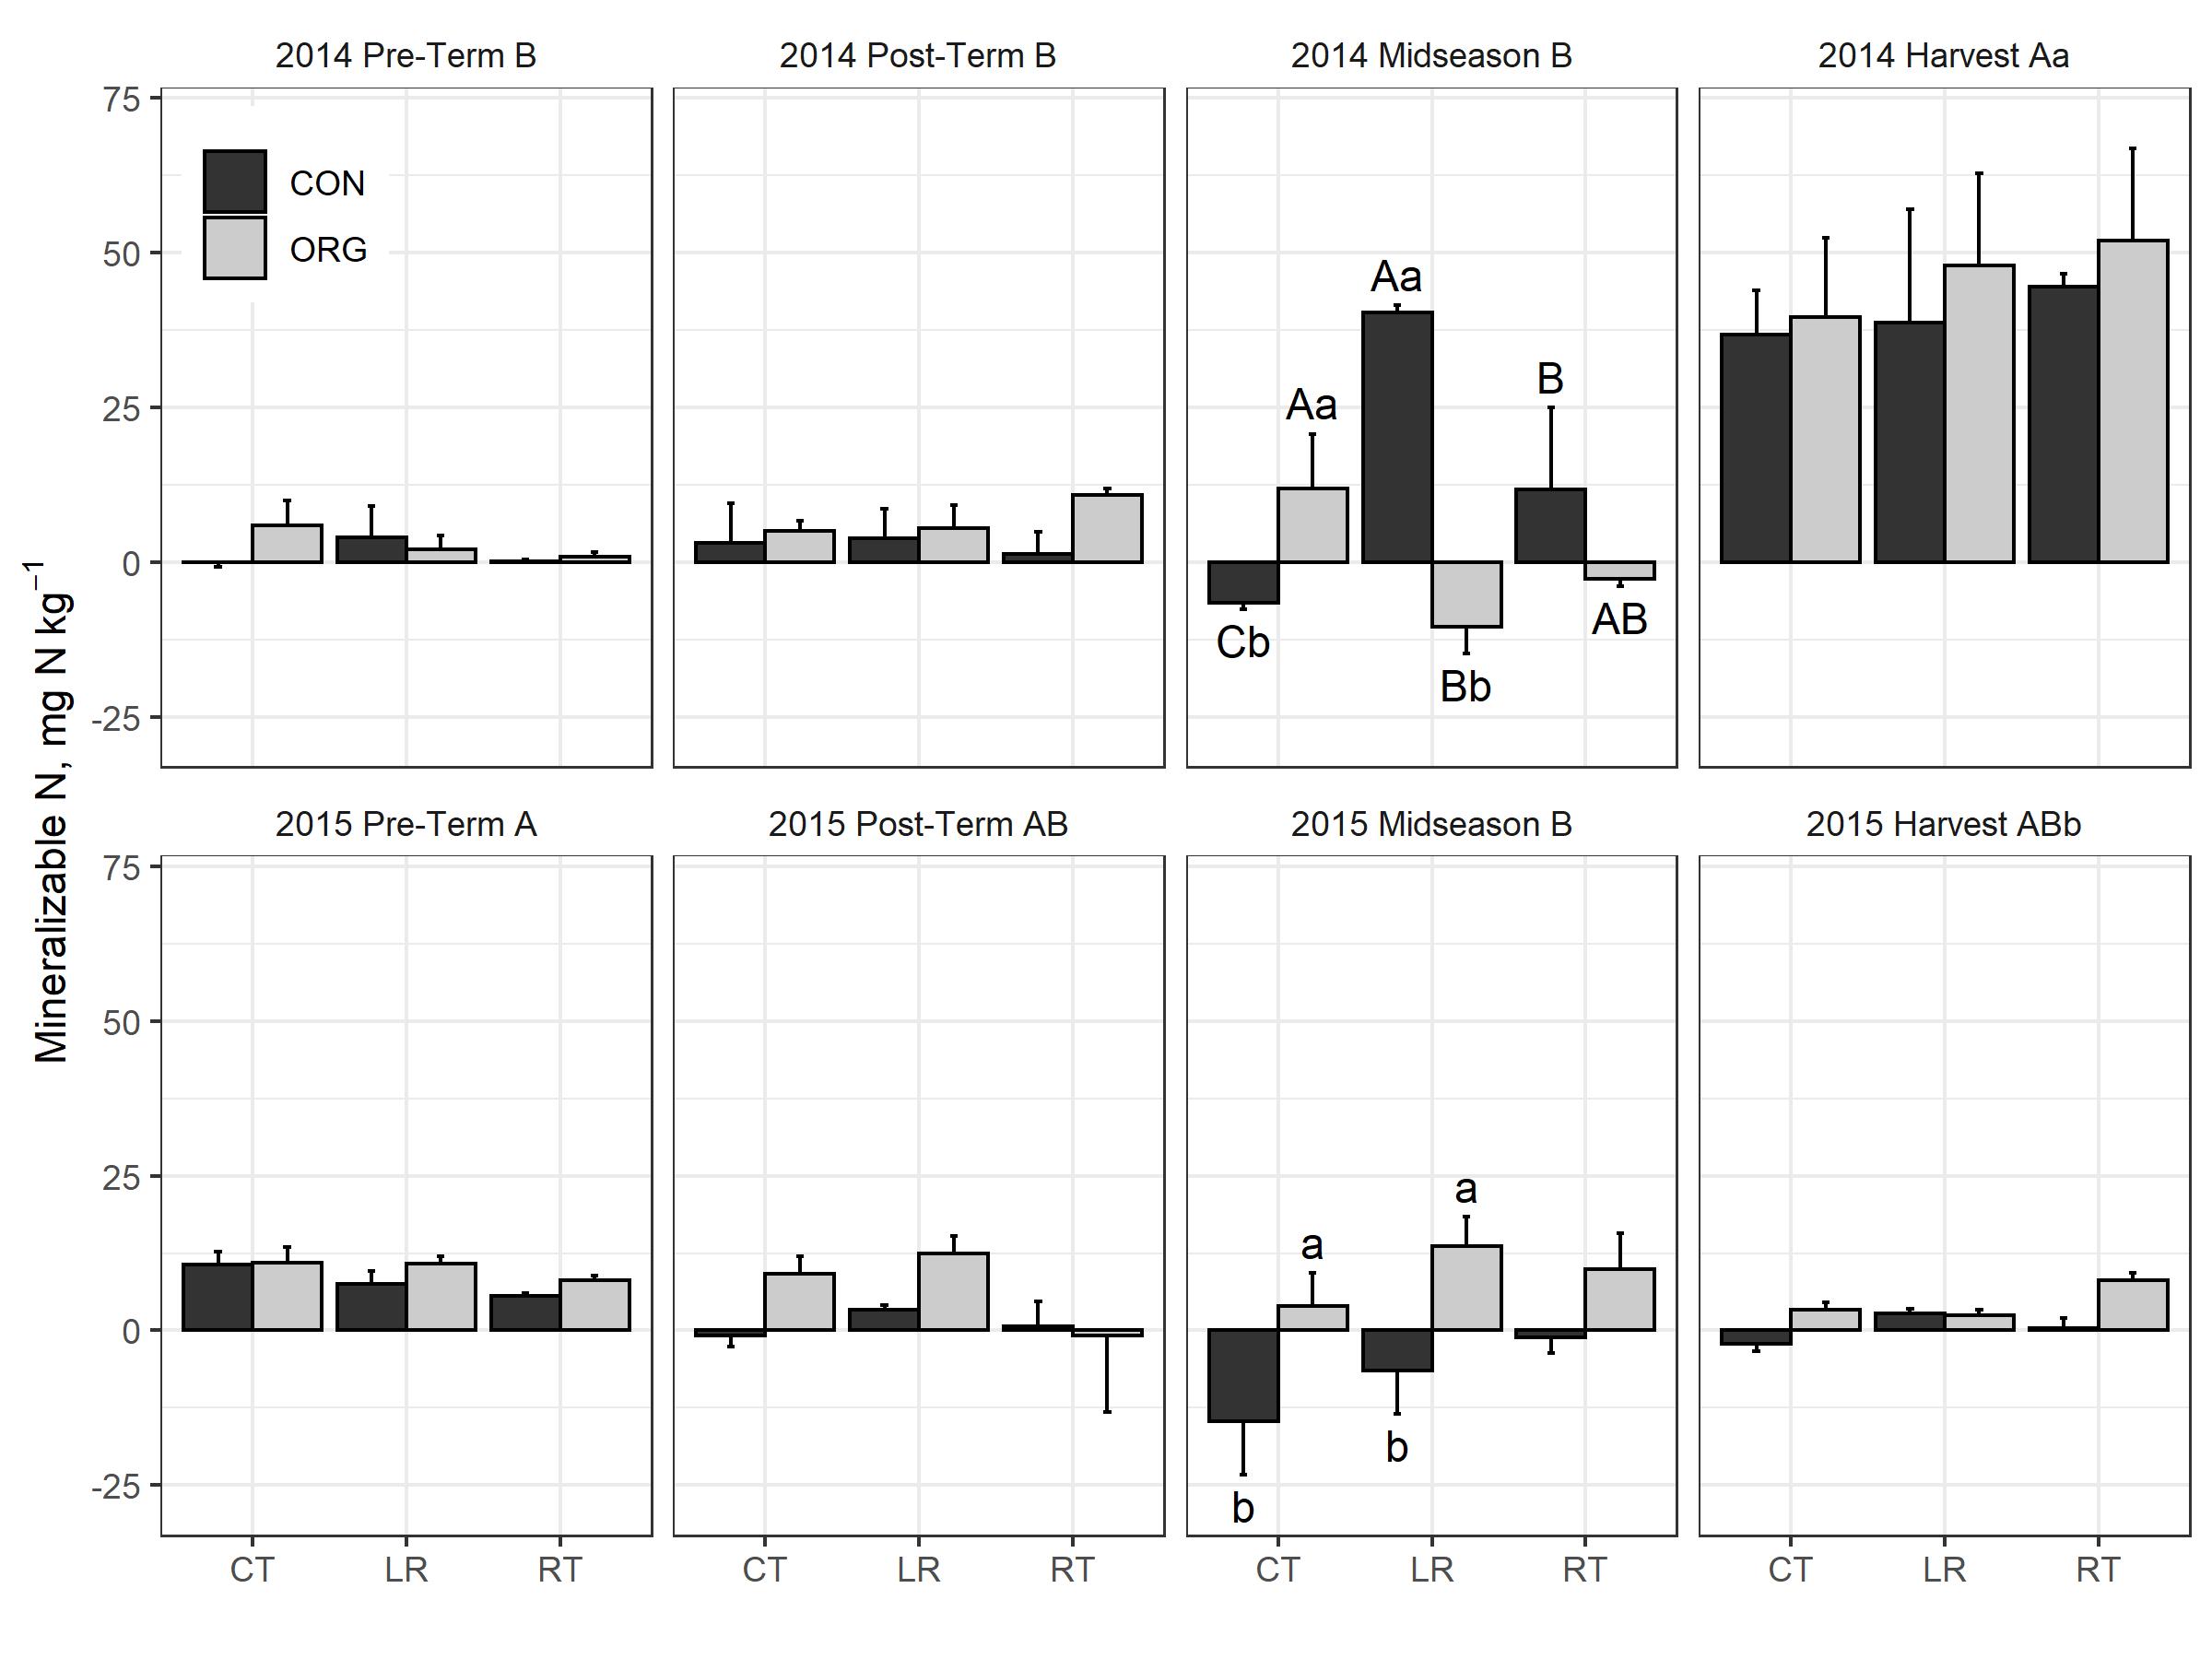 2014 Pre-Term B
2014 Post-Term B
2014 Midseason B
2014 Harvest Aa
75
50
25
0
-25
CON
ORG
Aa
Aa
B
Cb
Bb
AB
Mineralizable N, mg N kg⁻¹
2015 Pre-Term A
2015 Post-Term AB
2015 Midseason B
2015 Harvest ABb
75
50
25
0
-25
a
a
b
b
CT LR RT
CT LR RT
CT LR RT
CT LR RT